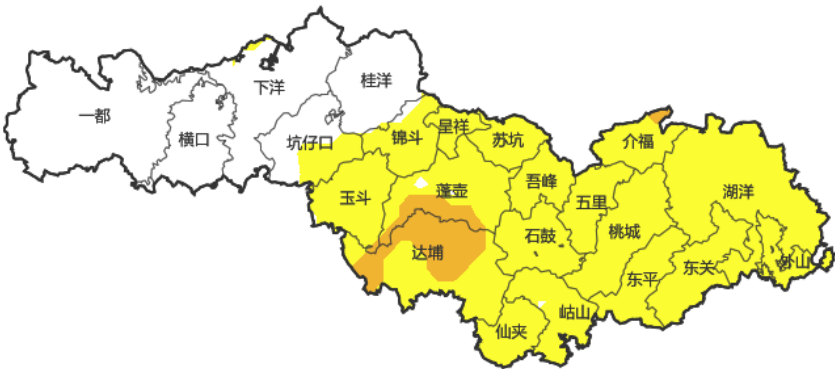 桂洋
下洋
一都
横口
坑仔口
锦斗
呈祥
苏坑
介福
吾峰
湖洋
玉斗
蓬壶
五里
桃城
石鼓
达埔
外山
东关
东平
岵山
仙夹